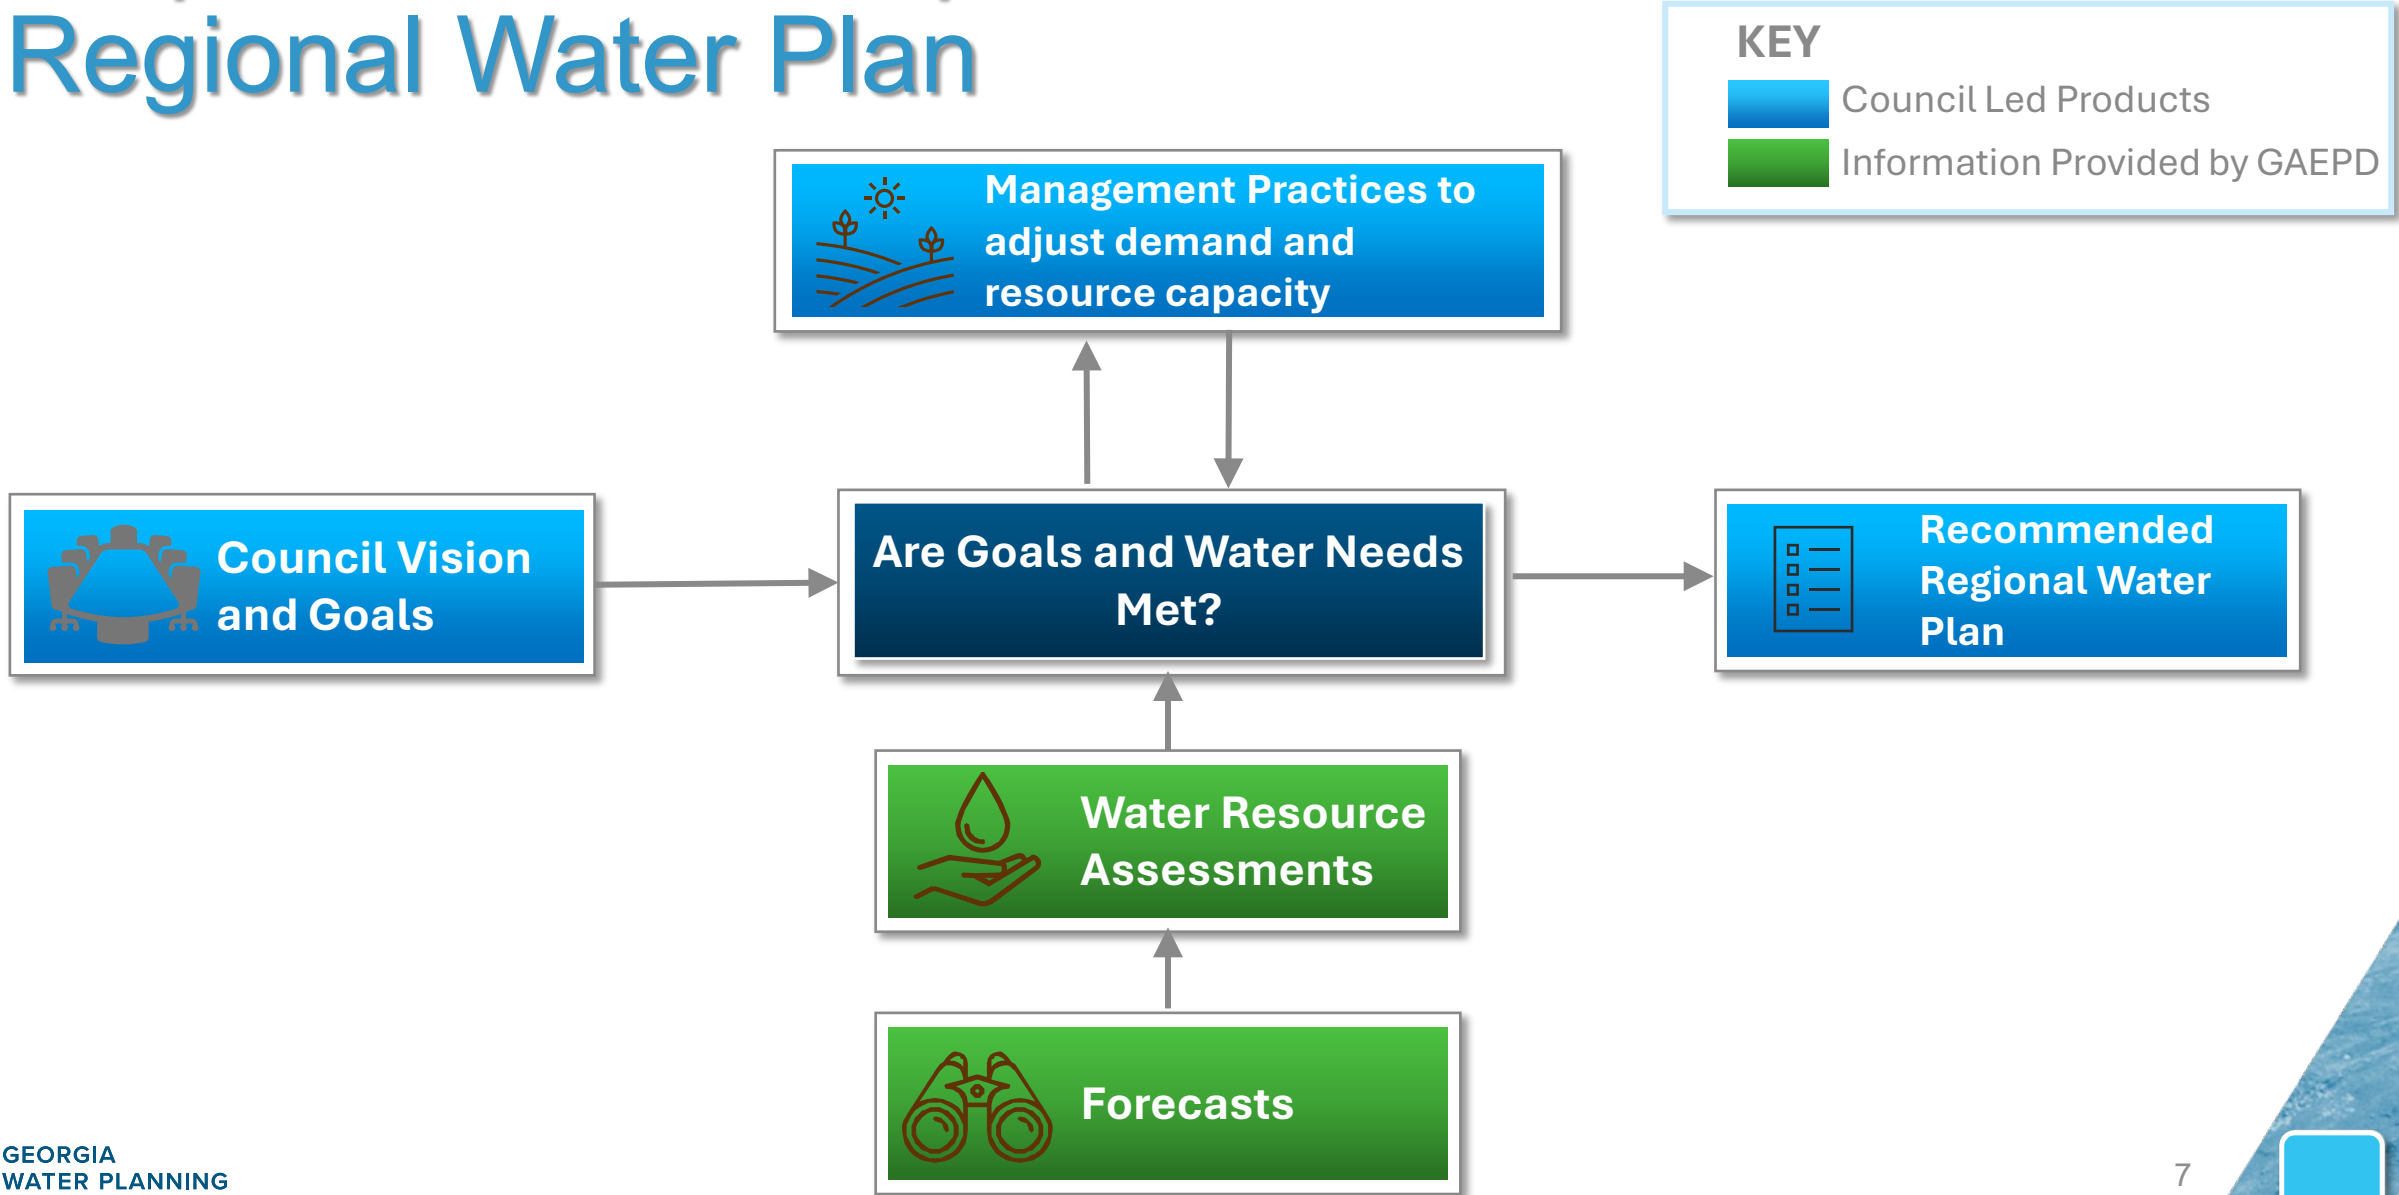 Regional Water Plan
KEY
Council Led Products
Information Provided by GAEPD
Management Practices to
adjust demand and
resource capacity
Council Vision
and Goals
Are Goals and Water Needs
Met?
Recommended
Regional Water
Plan
Water Resource
Assessments
Forecasts
GEORGIA
WATER PLANNING
7